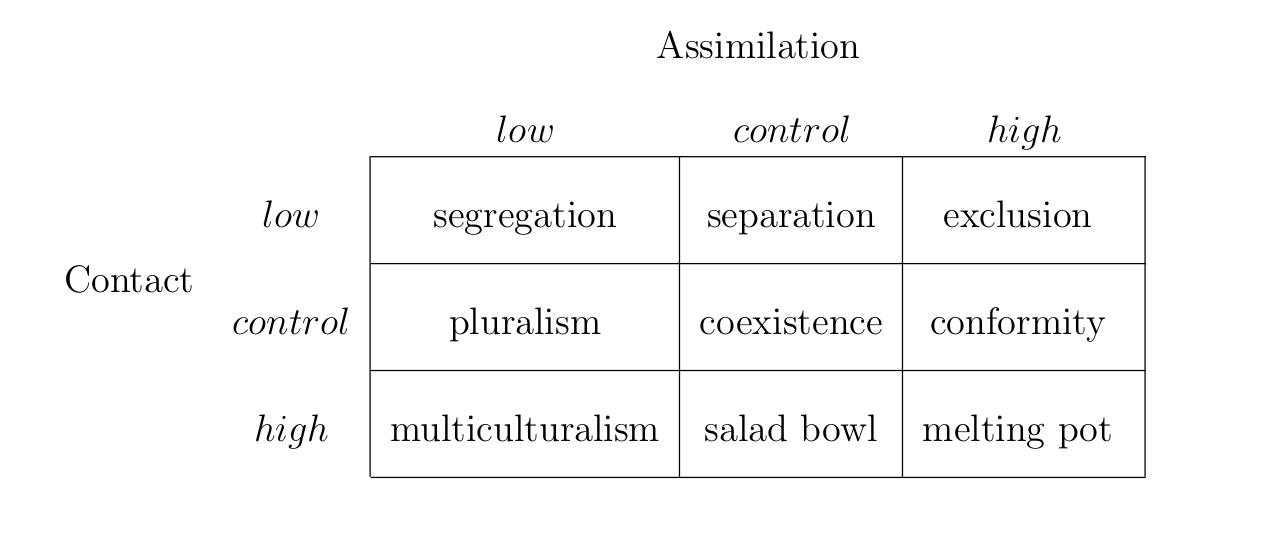 Assimilation
low control high
low segregation separation exclusion
Contact
control pluralism coexistence conformity
high multiculturalism salad bowl melting pot